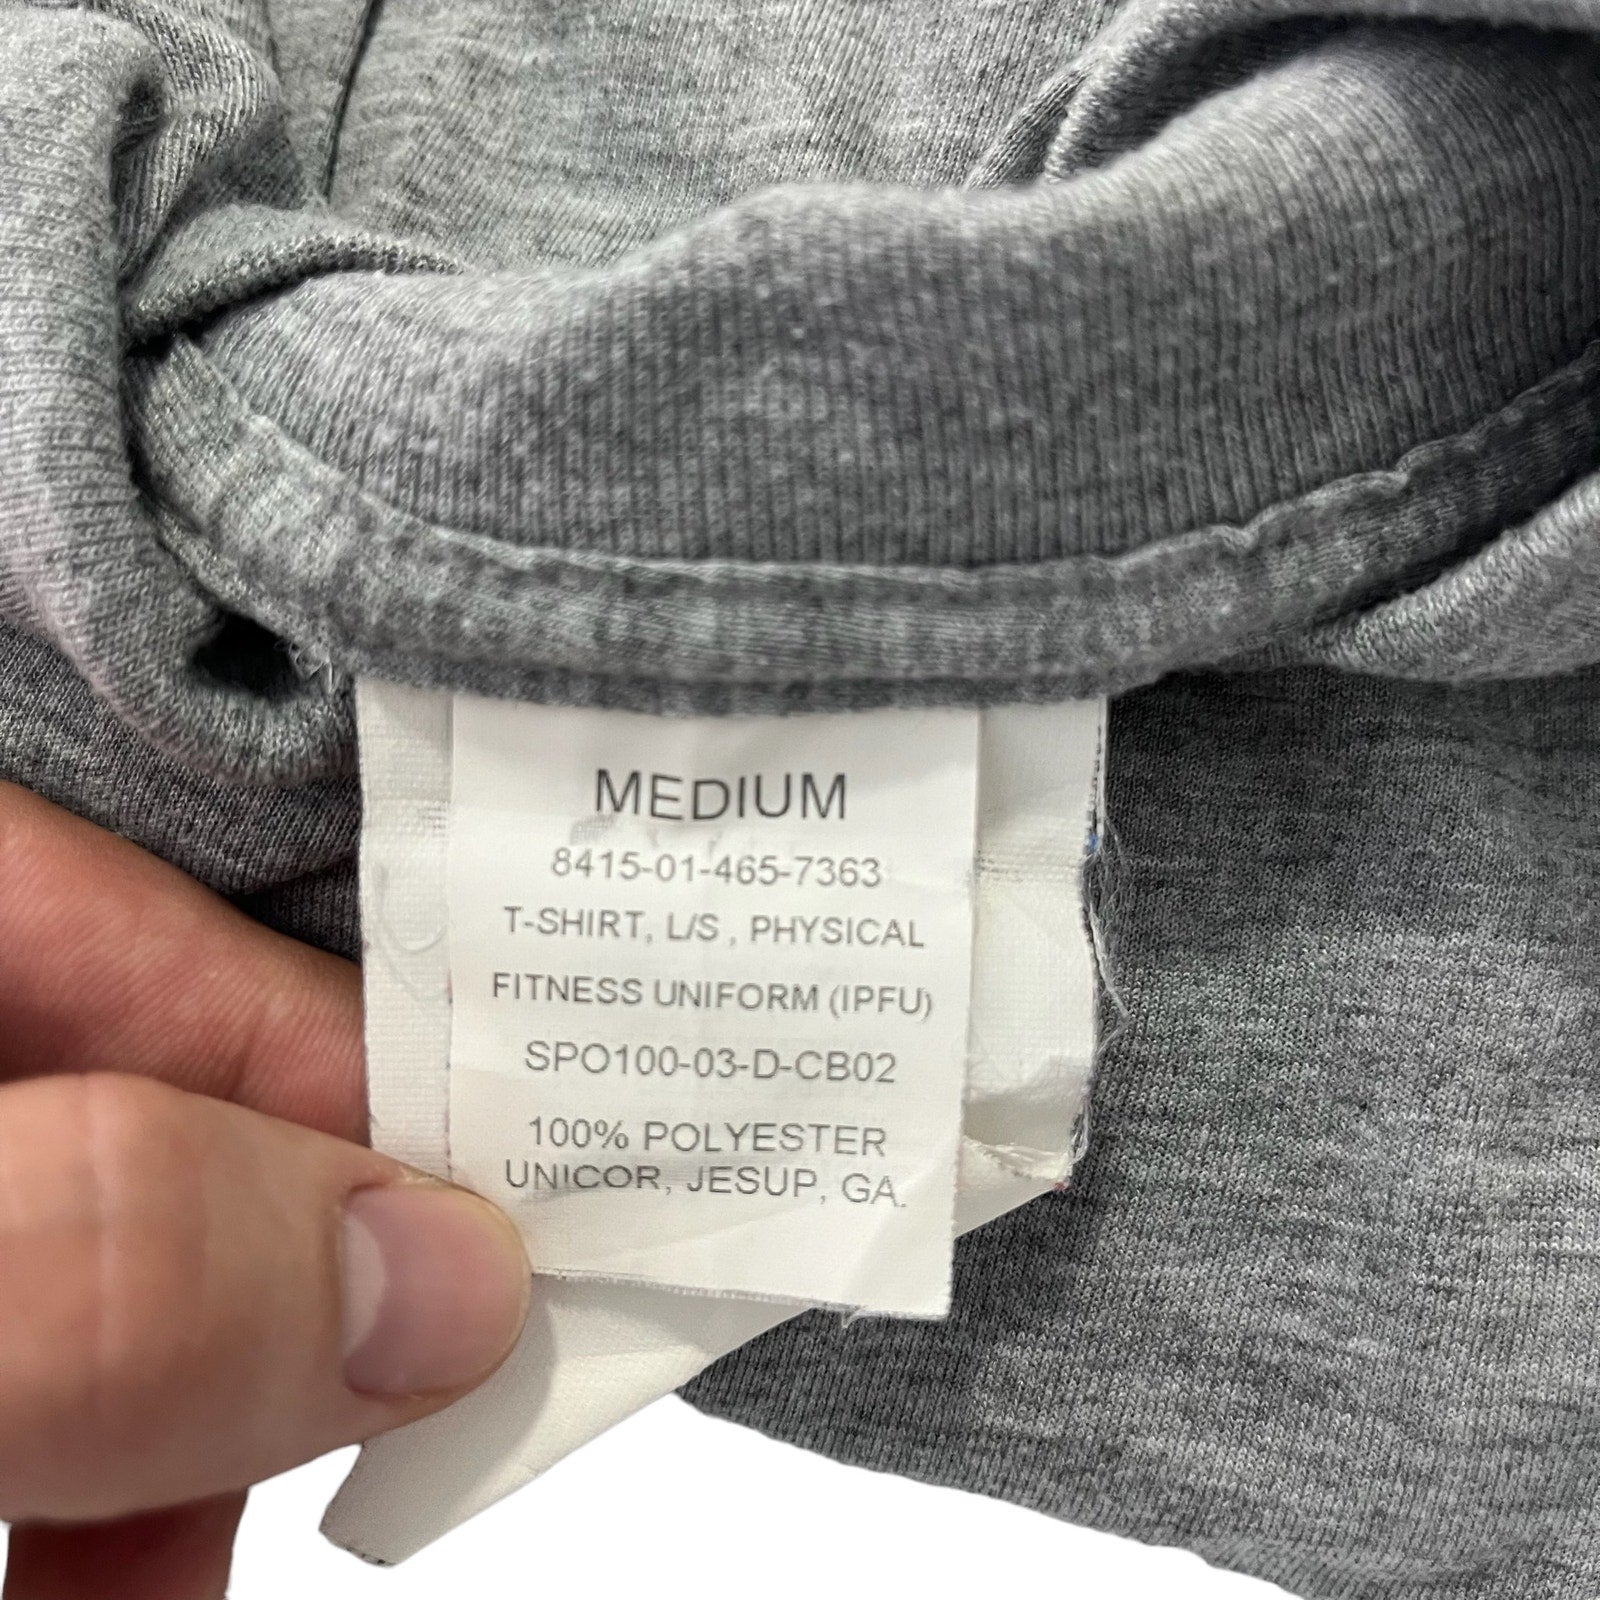 MEDIUM
8415-01-465-7363
T-SHIRT, L/S , PHYSICAL
FITNESS UNIFORM (IPFU)
SPO100-03-D-CB02
100% POLYESTER
UNICOR, JESUP, GA.